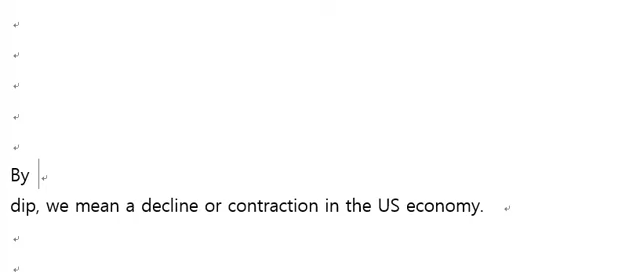 By
dip, we mean a decline or contraction in the US economy.